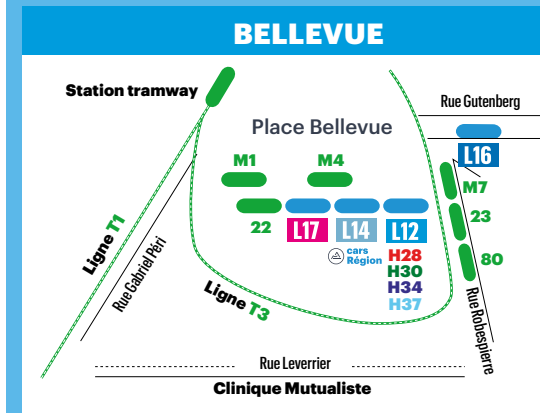 BELLEVUE
Station tramway
Rue Gutenberg
Place Bellevue
L16
M1
M4
M7
22
L17
L14
L12
23
cars
Région
H28
H30
H34
H37
80
Ligne T1
Rue Gabriel Péri
Ligne T3
Rue Robespierre
Rue Leverrier
Clinique Mutualiste